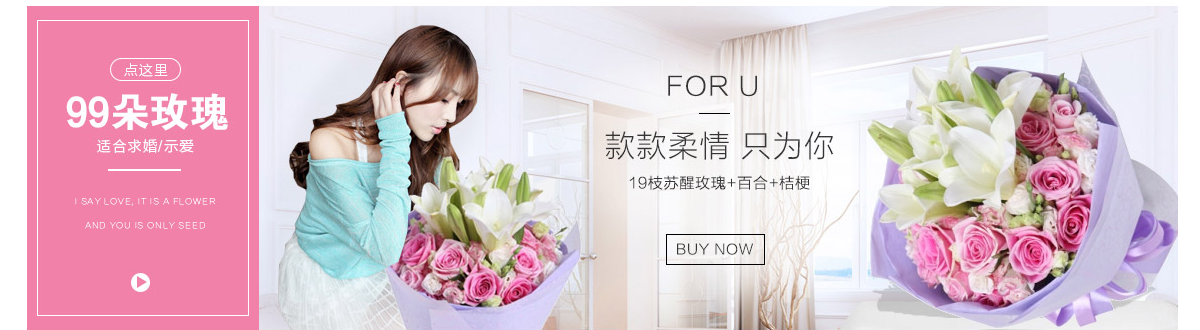 点这里
99朵玫瑰
适合求婚/示爱
I SAY LOVE, IT IS A FLOWER
AND YOU IS ONLY SEED
FOR U
款款柔情 只为你
19枝苏醒玫瑰+百合+桔梗
BUY NOW